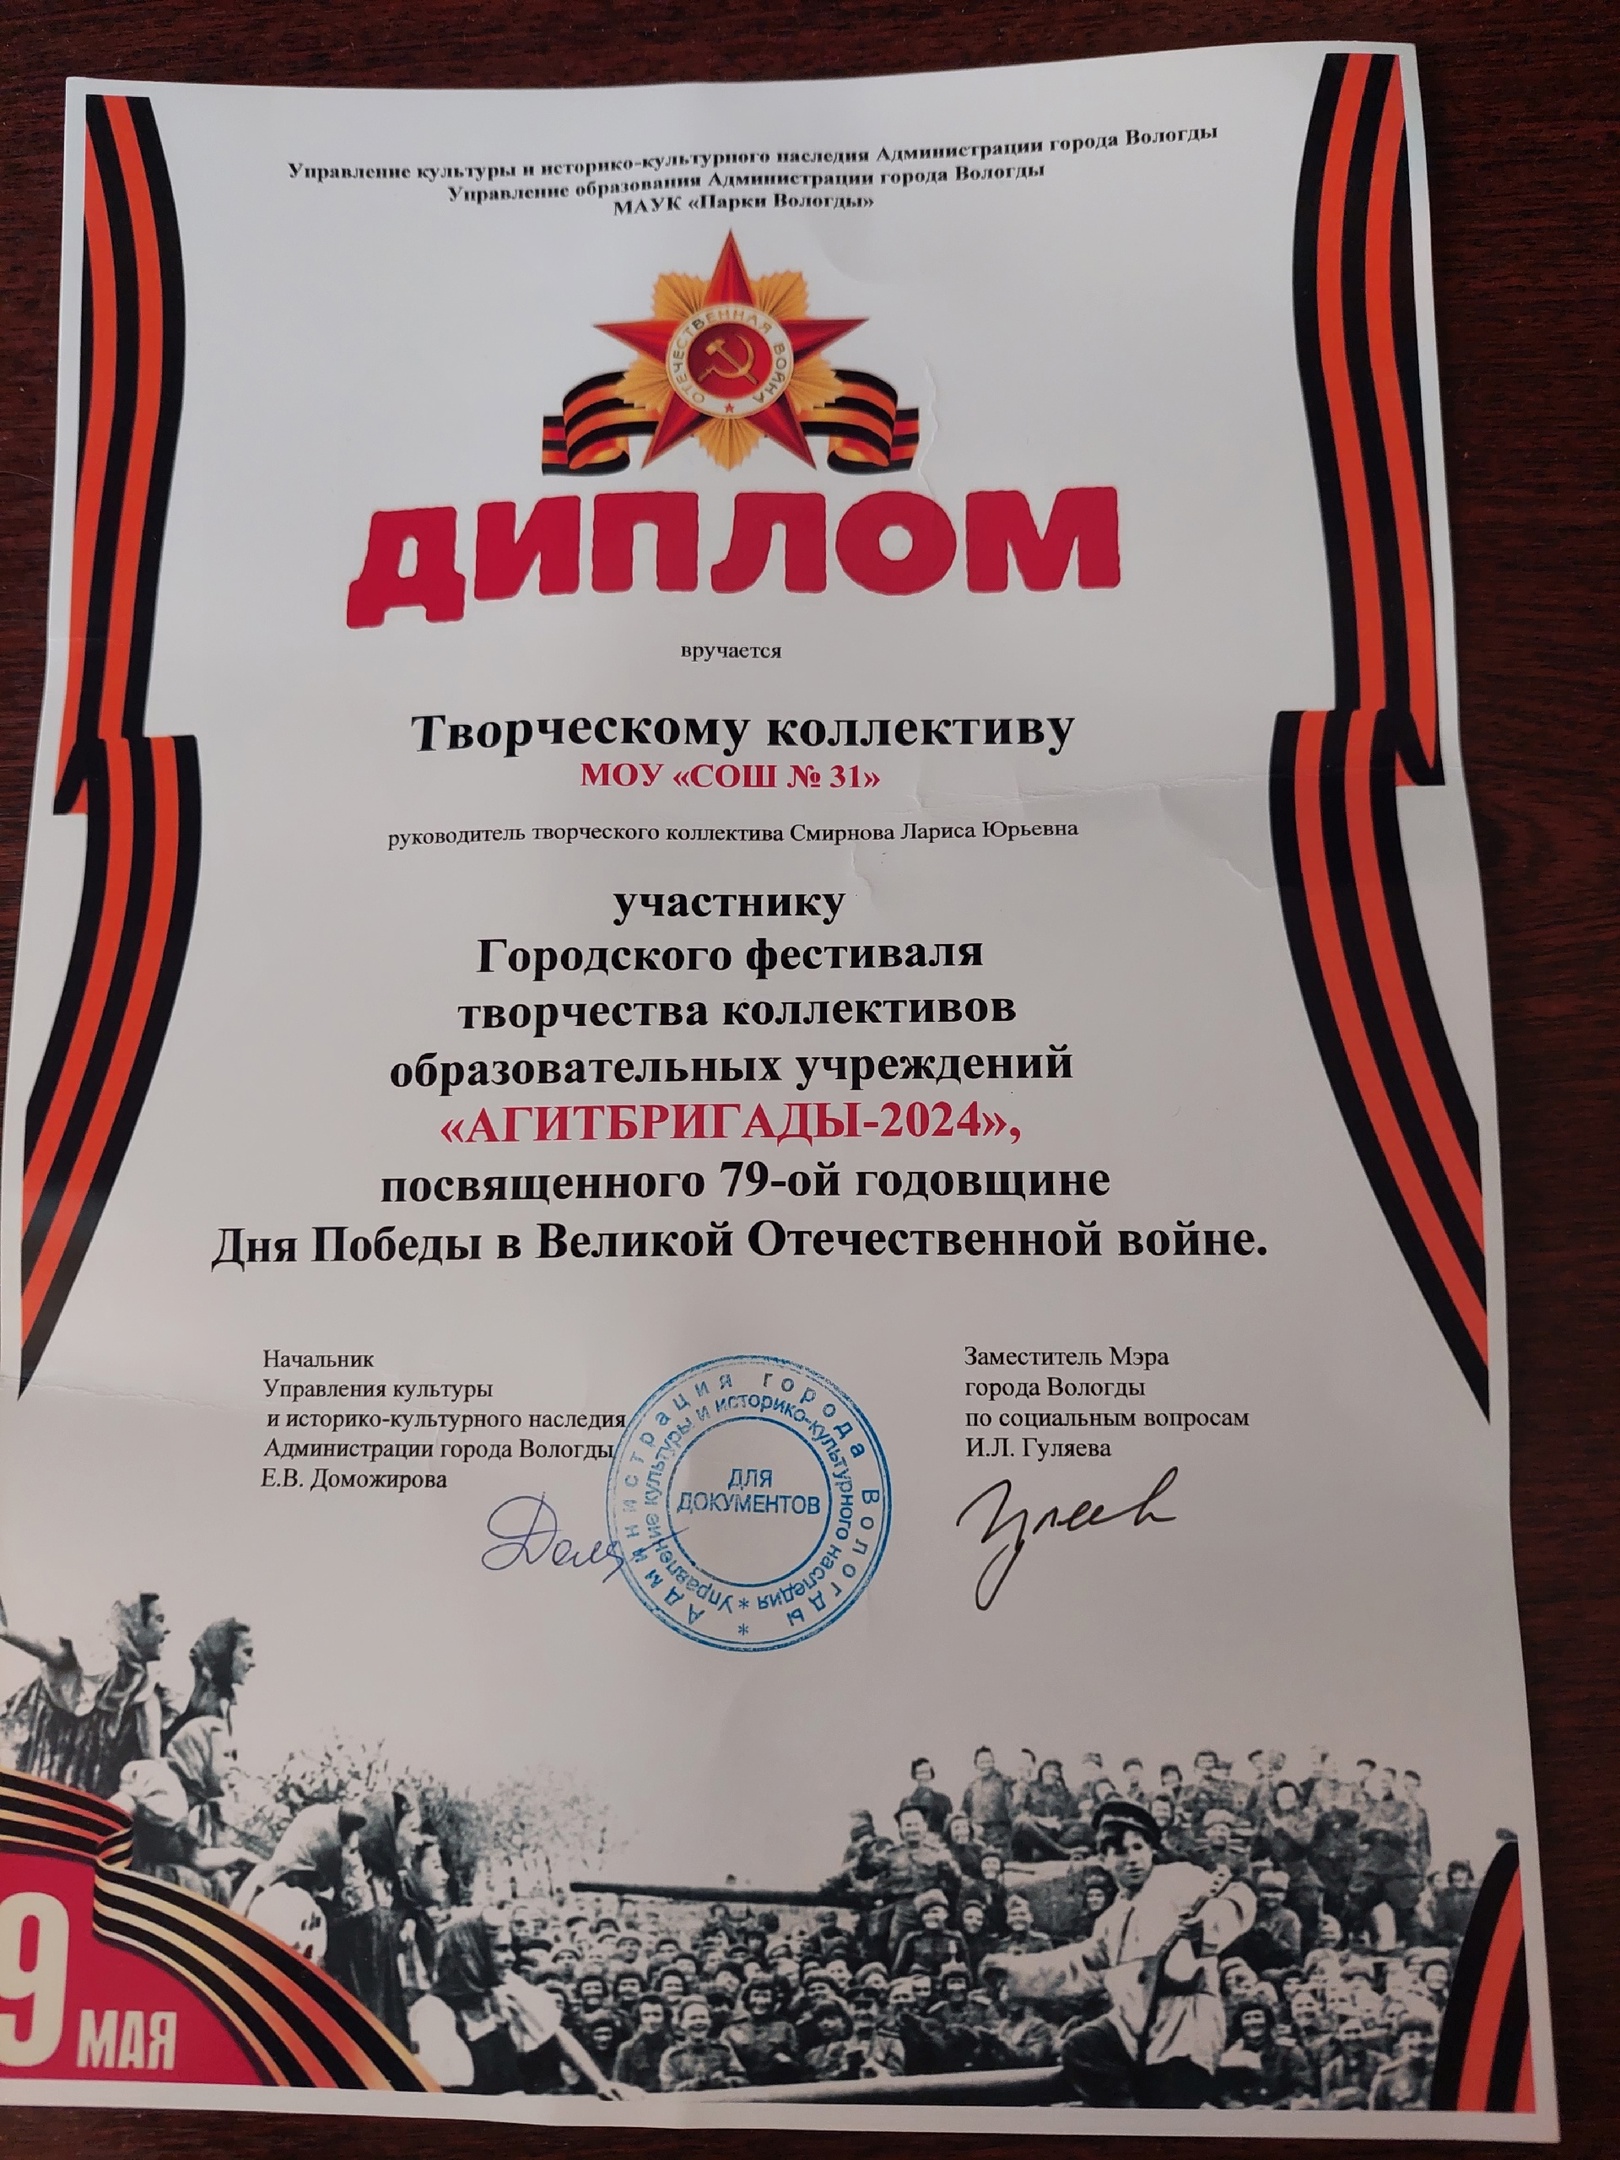 Управление культуры и историко-культурного наследия Администрации города Вологды
Управление образования Администрации города Вологды
МАУК «Парки Вологды»
ОТЕЧЕСТВЕННАЯ ВОЙНА
ДИПЛОМ
вручается
Творческому коллективу
МОУ «СОШ № 31»
руководитель творческого коллектива Смирнова Лариса Юрьевна
участнику
Городского фестиваля
творчества коллективов
образовательных учреждений
«АГИТБРИГАДЫ-2024»,
посвященного 79-ой годовщине
Дня Победы в Великой Отечественной войне.
Начальник
Управления культуры
и историко-культурного наследия
Администрации города Вологды
Е.В. Доможирова
Администрация города Вологды *
Управление культуры и историко-культурного наследия *
ДЛЯ
ДОКУМЕНТОВ
Заместитель Мэра
города Вологды
по социальным вопросам
И.Л. Гуляева
9 МАЯ